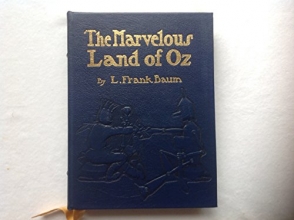 The Marvelous
Land of Oz
By L. Frank Baum